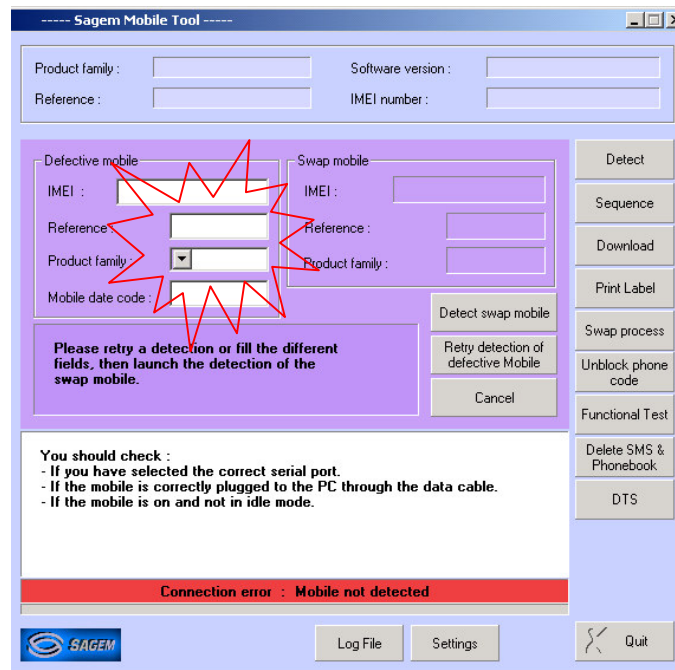 ----- Sagem Mobile Tool -----
Product family :
Software version :
Reference :
IMEI number :
Defective mobile
Swap mobile
Detect
IMEI :
IMEI :
Sequence
Reference :
Reference :
Download
Product family :
Product family :
Print Label
Mobile date code :
Detect swap mobile
Swap process
Please retry a detection or fill the different
fields, then launch the detection of the
swap mobile.
Retry detection of
defective Mobile
Unblock phone
code
Cancel
Functional Test
You should check :
- If you have selected the correct serial port.
- If the mobile is correctly plugged to the PC through the data cable.
- If the mobile is on and not in idle mode.
Delete SMS &
Phonebook
DTS
Connection error : Mobile not detected
SAGEM
Log File
Settings
Quit